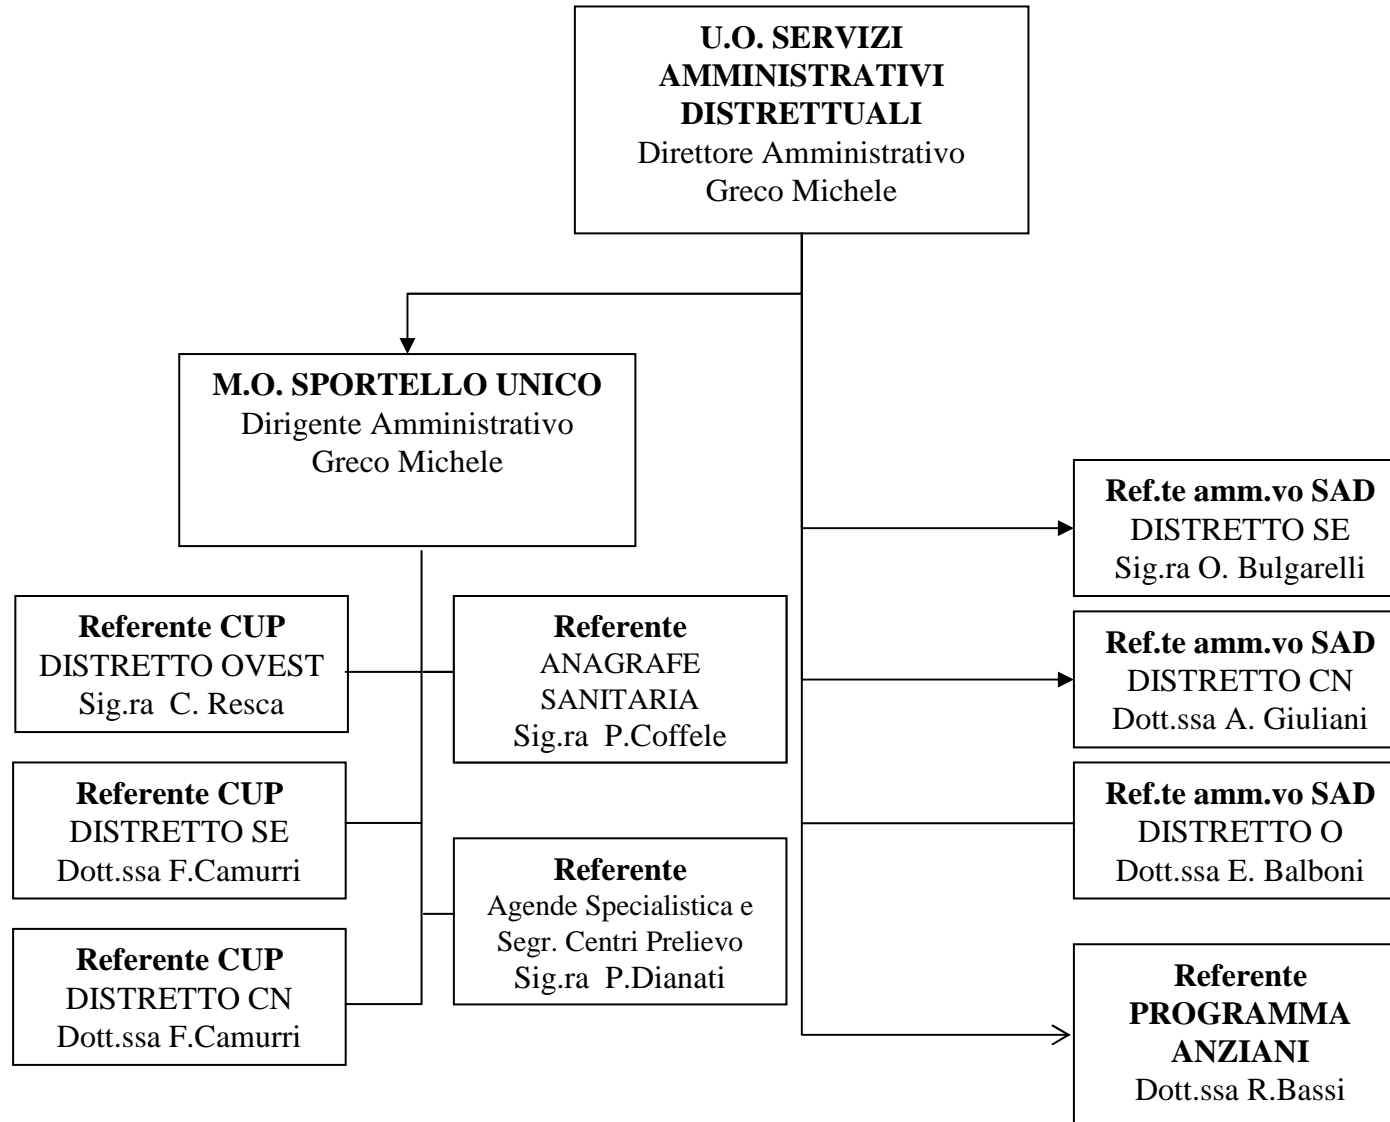 U.O. SERVIZI
AMMINISTRATIVI
DISTRETTUALI
Direttore Amministrativo
Greco Michele
M.O. SPORTELLO UNICO
Dirigente Amministrativo
Greco Michele
Referente CUP
DISTRETTO OVEST
Sig.ra C. Resca
Referente CUP
DISTRETTO SE
Dott.ssa F.Camurri
Referente CUP
DISTRETTO CN
Dott.ssa F.Camurri
Referente
ANAGRAFE
SANITARIA
Sig.ra P.Coffele
Referente
Agende Specialistica e
Segr. Centri Prelievo
Sig.ra P.Dianati
Ref.te amm.vo SAD
DISTRETTO SE
Sig.ra O. Bulgarelli
Ref.te amm.vo SAD
DISTRETTO CN
Dott.ssa A. Giuliani
Ref.te amm.vo SAD
DISTRETTO O
Dott.ssa E. Balboni
Referente
PROGRAMMA
ANZIANI
Dott.ssa R.Bassi